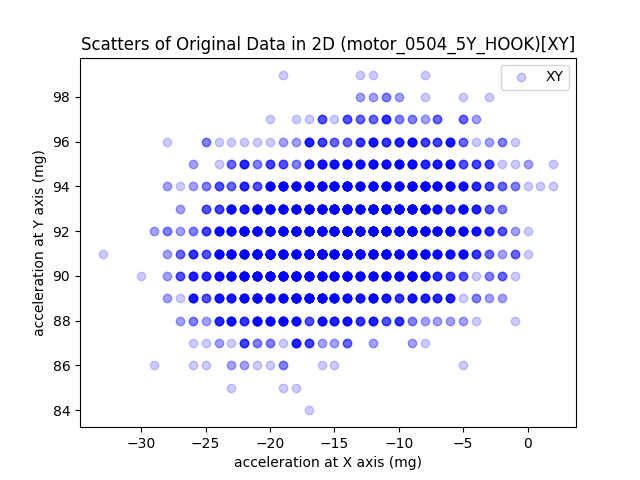 Scatters of Original Data in 2D (motor_0504_5Y_HOOK)[XY]
XY
98
96
94
92
90
88
86
84
acceleration at Y axis (mg)
−30 −25 −20 −15 −10 −5 0
acceleration at X axis (mg)